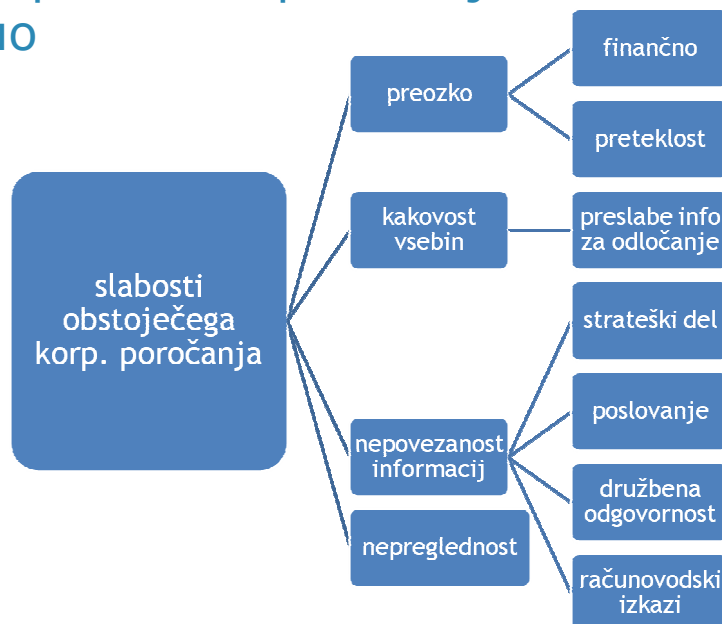 finančno
preozko
preteklost
kakovost
vsebin
preslabe info
za odločanje
slabosti
obstoječega
korp. poročanja
strateški del
poslovanje
nepovezanost
informacij
družbena
odgovornost
nepreglednost
računovodski
izkazi